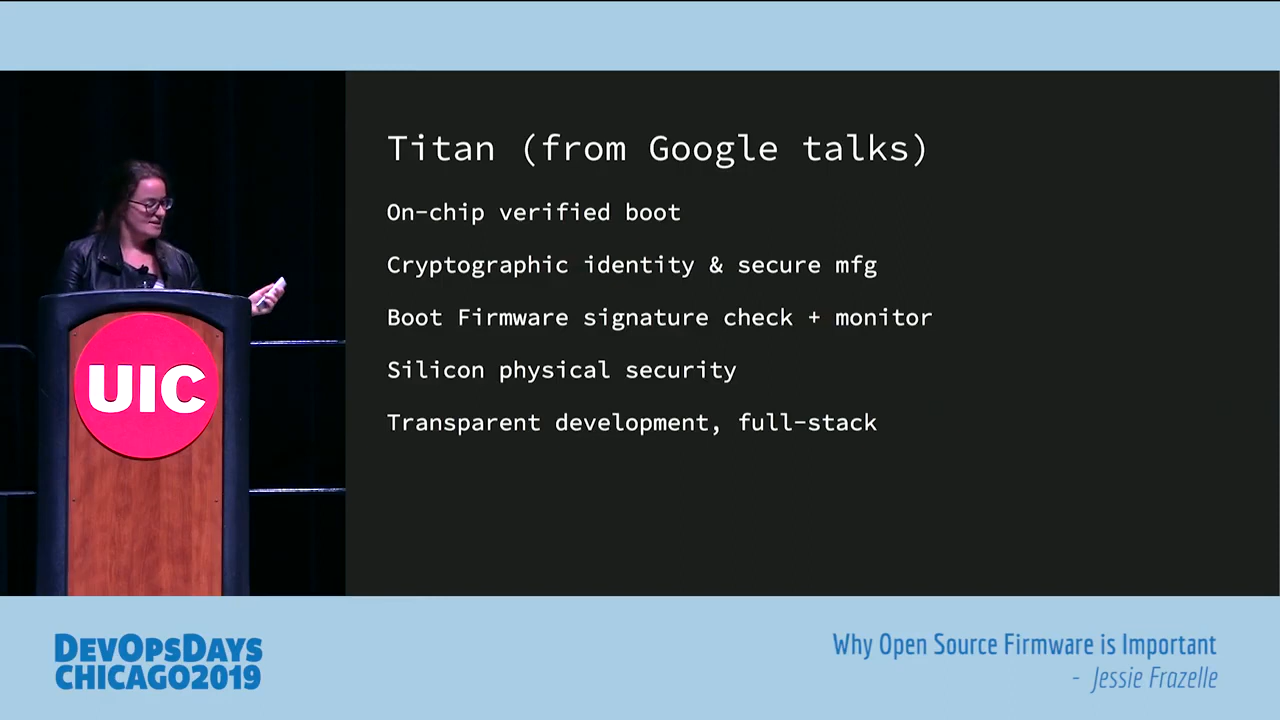 Titan (from Google talks)
On-chip verified boot
Cryptographic identity & secure mfg
Boot Firmware signature check + monitor
Silicon physical security
Transparent development, full-stack
UIC
DEVOPSDAYS
CHICAGO2019
Why Open Source Firmware is Important
- Jessie Frazelle